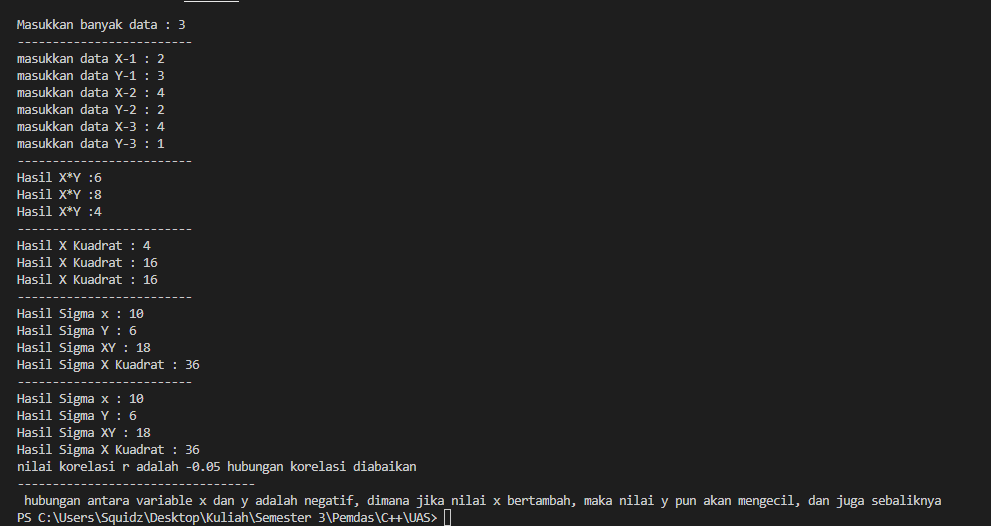 Masukkan banyak data : 3
-------------------------
masukkan data X-1 : 2
masukkan data Y-1 : 3
masukkan data X-2 : 4
masukkan data Y-2 : 2
masukkan data X-3 : 4
masukkan data Y-3 : 1
-------------------------
Hasil X*Y :6
Hasil X*Y :8
Hasil X*Y :4
-------------------------
Hasil X Kuadrat : 4
Hasil X Kuadrat : 16
Hasil X Kuadrat : 16
-------------------------
Hasil Sigma x : 10
Hasil Sigma Y : 6
Hasil Sigma XY : 18
Hasil Sigma X Kuadrat : 36
-------------------------
Hasil Sigma x : 10
Hasil Sigma Y : 6
Hasil Sigma XY : 18
Hasil Sigma X Kuadrat : 36
nilai korelasi r adalah -0.05 hubungan korelasi diabaikan
----------------------------------
hubungan antara variable x dan y adalah negatif, dimana jika nilai x bertambah, maka nilai y pun akan mengecil, dan juga sebaliknya
PS C:\Users\Squidz\Desktop\Kuliah\Semester 3\Pemdas\C++\UAS>